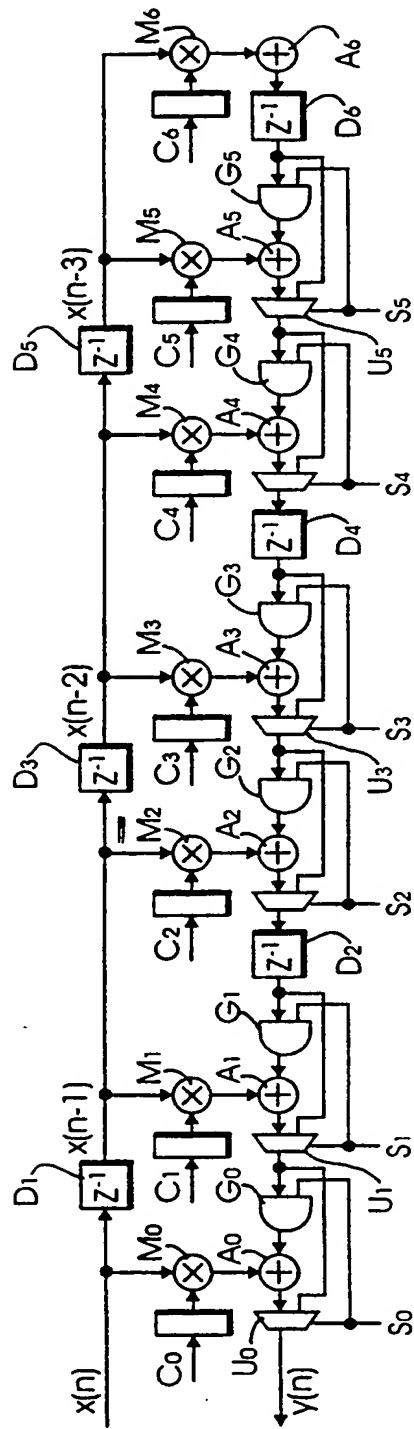 x(n) D1 Z⁻¹ x(n-1) D3 Z⁻¹ x(n-2) D5 Z⁻¹ x(n-3)
M0 M1 M2 M3 M4 M5 M6
C0 C1 C2 C3 C4 C5 C6
A0 G0 A1 G1 A2 G2 A3 G3 A4 G4 A5 G5 A6
U0 Z⁻¹ Z⁻¹ Z⁻¹
y(n) U1 D2 U3 D4 U5 D6
S0 S1 S2 S3 S4 S5